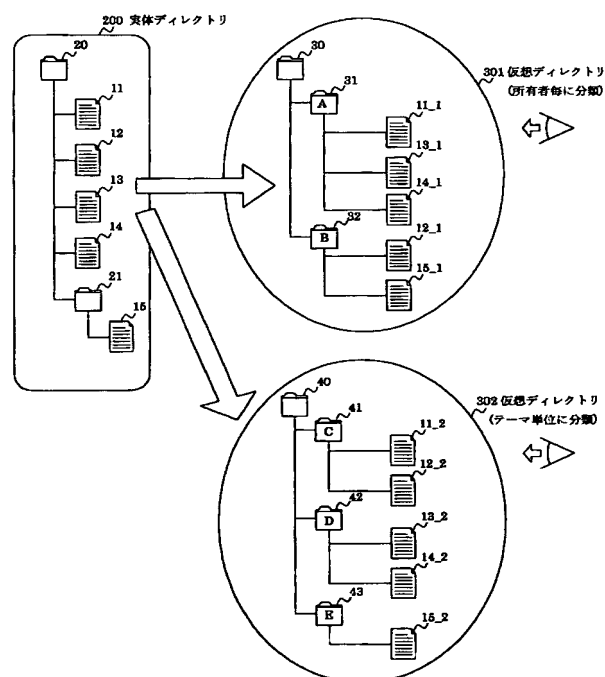 200 実体ディレクトリ
20
11
12
13
14
21
15
30
31
A
11_1
13_1
14_1
32
B
12_1
15_1
301 仮想ディレクトリ
(所有者毎に分類)
40
41
C
11_2
12_2
42
D
13_2
14_2
43
E
15_2
302 仮想ディレクトリ
(テーマ単位に分類)